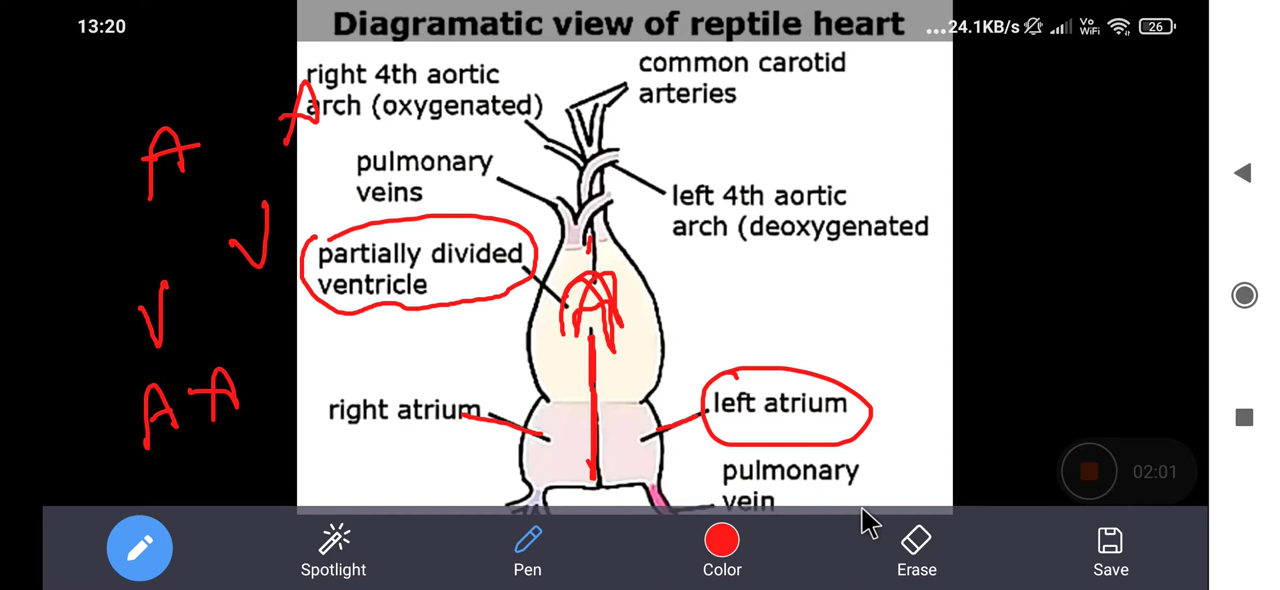 13:20
Diagramatic view of reptile heart
...24.1KB/s
Vo
WiFi
26
right 4th aortic
arch (oxygenated)
common carotid
arteries
A
A
pulmonary
veins
left 4th aortic
arch (deoxygenated
V
partially divided
ventricle
V
A A
right atrium
left atrium
pulmonary
vein
02:01
Spotlight
Pen
Color
Erase
Save